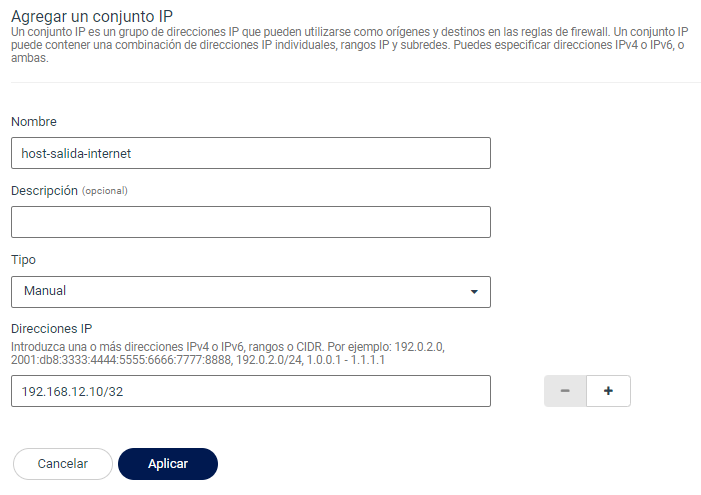 Agregar un conjunto IP
Un conjunto IP es un grupo de direcciones IP que pueden utilizarse como orígenes y destinos en las reglas de firewall. Un conjunto IP
puede contener una combinación de direcciones IP individuales, rangos IP y subredes. Puedes especificar direcciones IPv4 o IPv6, o
ambas.
Nombre
host-salida-internet
Descripción (opcional)
Tipo
Manual
Direcciones IP
Introduzca una o más direcciones IPv4 o IPv6, rangos o CIDR. Por ejemplo: 192.0.2.0,
2001:db8:3333:4444:5555:6666:7777:8888, 192.0.2.0/24, 1.0.0.1 - 1.1.1.1
192.168.12.10/32
− +
Cancelar Aplicar